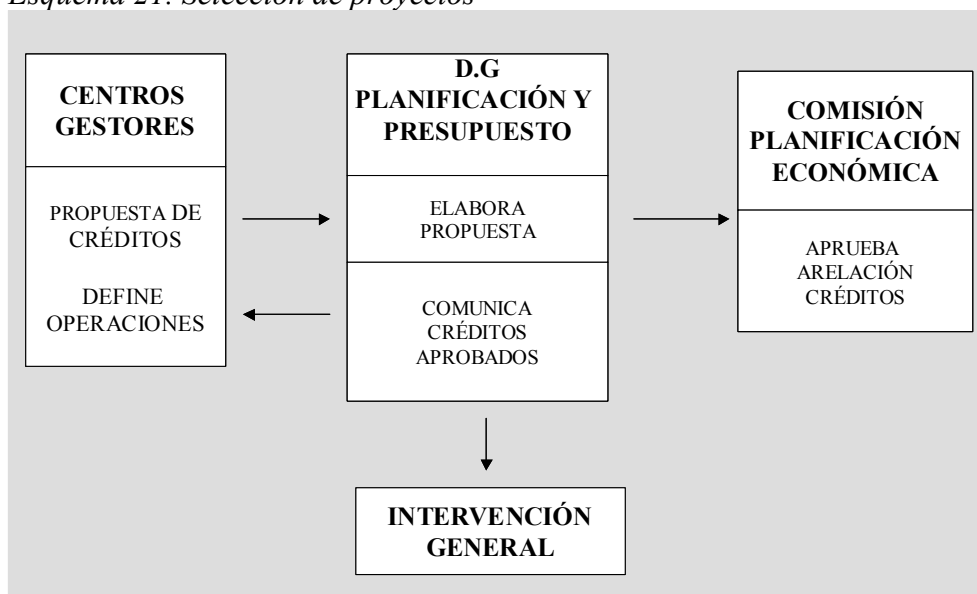 Esquema 21. Selección de proyectos
CENTROS
GESTORES
PROPUESTA DE
CRÉDITOS
DEFINE
OPERACIONES
D.G
PLANIFICACIÓN Y
PRESUPUESTO
ELABORA
PROPUESTA
COMUNICA
CRÉDITOS
APROBADOS
COMISIÓN
PLANIFICACIÓN
ECONÓMICA
APRUEBA
ARELACIÓN
CRÉDITOS
INTERVENCIÓN
GENERAL